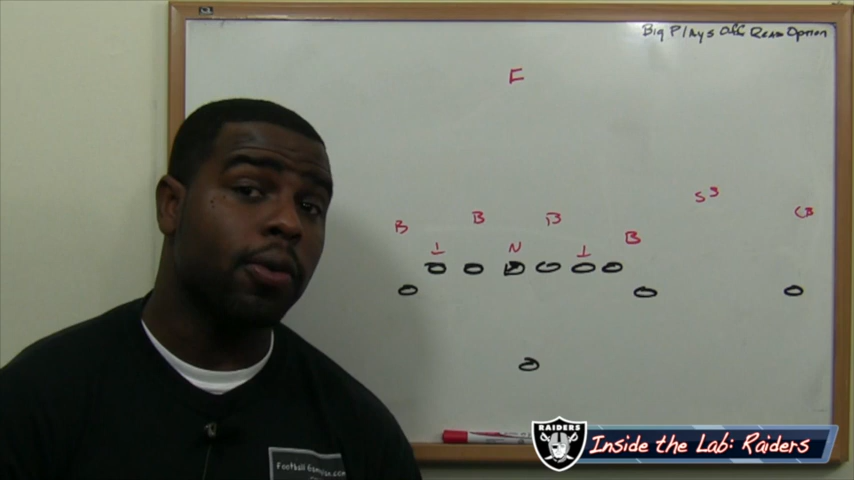 Big Plays Off Read Option
F
S S
CB
B
B
B
B
T
N
T
RAIDERS
Inside the Lab: Raiders